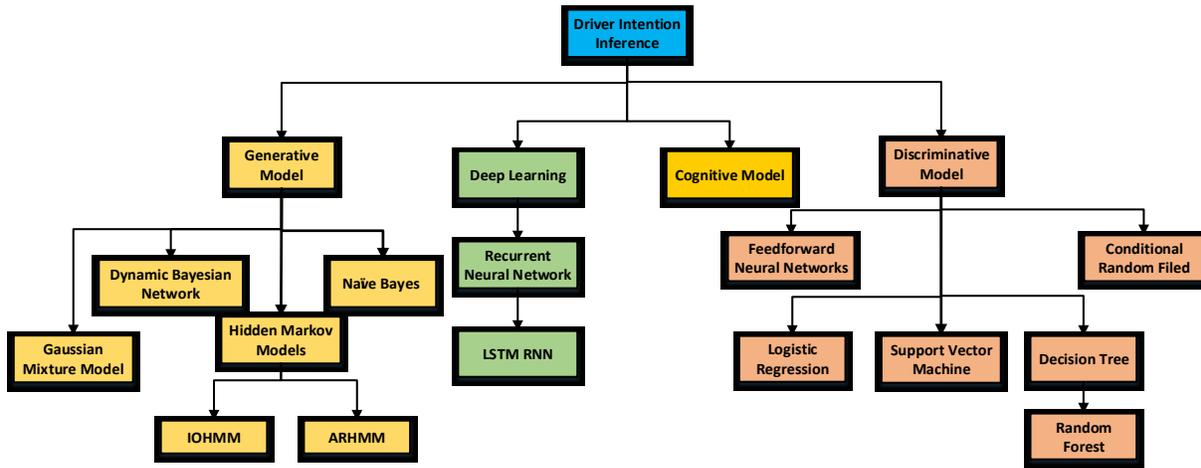 Driver Intention
Inference
Generative
Model
Deep Learning
Cognitive Model
Discriminative
Model
Dynamic Bayesian
Network
Naïve Bayes
Recurrent
Neural Network
Feedforward
Neural Networks
Conditional
Random Filed
Gaussian
Mixture Model
Hidden Markov
Models
LSTM RNN
Logistic
Regression
Support Vector
Machine
Decision Tree
IOHMM
ARHMM
Random
Forest